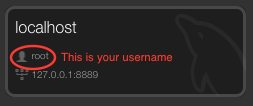 localhost
root This is your username
127.0.0.1:8889